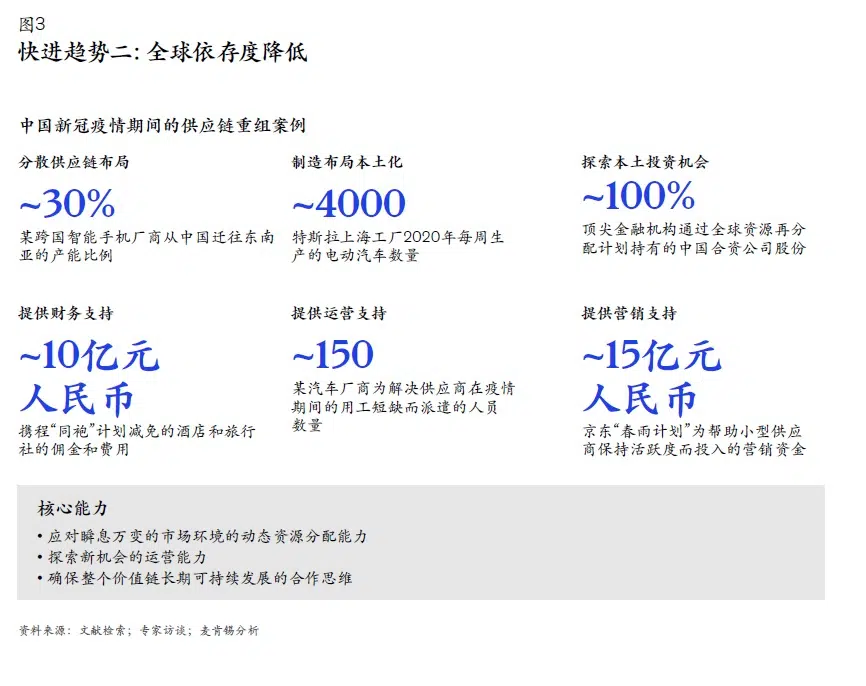 图3
快进趋势二：全球依存度降低
中国新冠疫情期间的供应链重组案例
分散供应链布局
~30%
某跨国智能手机厂商从中国迁往东南
亚的产能比例
制造布局本土化
~4000
特斯拉上海工厂2020年每周生
产的电动汽车数量
探索本土投资机会
~100%
顶尖金融机构通过全球资源再分
配计划持有的中国合资公司股份
提供财务支持
~10亿元
人民币
携程“同袍”计划减免的酒店和旅行
社的佣金和费用
提供运营支持
~150
某汽车厂商为解决供应商在疫情
期间的用工短缺而派遣的人员
数量
提供营销支持
~15亿元
人民币
京东“春雨计划”为帮助小型供应
商保持活跃度而投入的营销资金
核心能力
• 应对瞬息万变的市场环境的动态资源分配能力
• 探索新机会的运营能力
• 确保整个价值链长期可持续发展的合作思维
资料来源：文献检索；专家访谈；麦肯锡分析